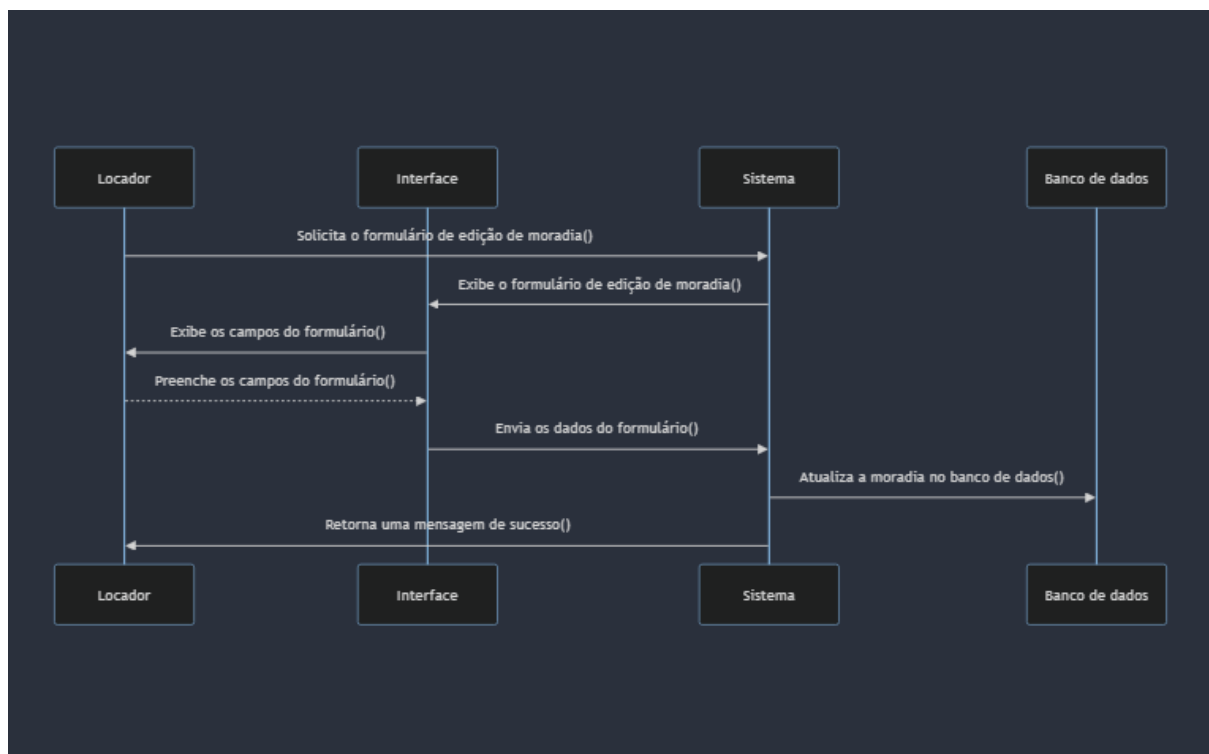 Locador
Interface
Sistema
Banco de dados
Solicita o formulário de edição de moradia()
Exibe o formulário de edição de moradia()
Exibe os campos do formulário()
Preenche os campos do formulário()
Envia os dados do formulário()
Atualiza a moradia no banco de dados()
Retorna uma mensagem de sucesso()
Locador
Interface
Sistema
Banco de dados